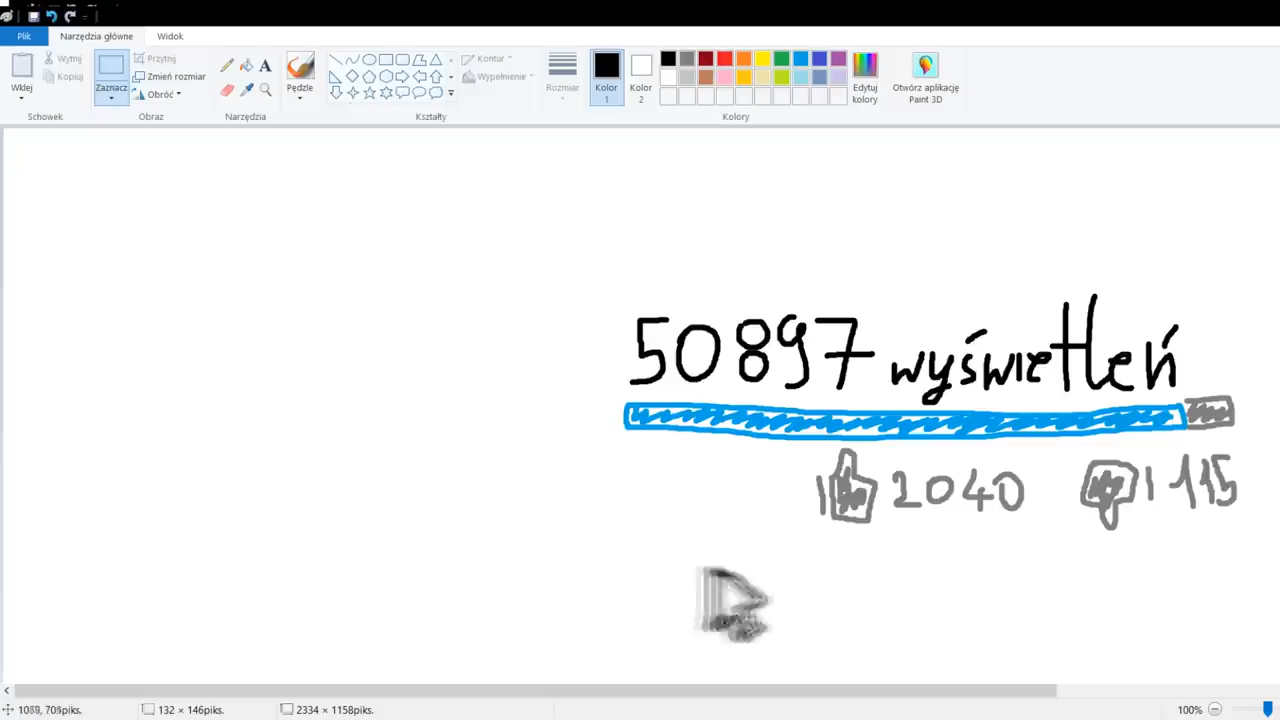 Plik Narzędzia główne Widok
Wklej
Wytnij
Kopiuj
Schowek
Zaznacz
Przytnij
Zmień rozmiar
Obróć
Obraz
A
Narzędzia
Pędzle
Kontur
Wypełnienie
Kształty
Rozmiar
Kolor 1
Kolor 2
Edytuj kolory
Kolory
Otwórz aplikację Paint 3D
50897 wyświetleń
2040 115
132 × 146piks. 2334 × 1158piks. 100%